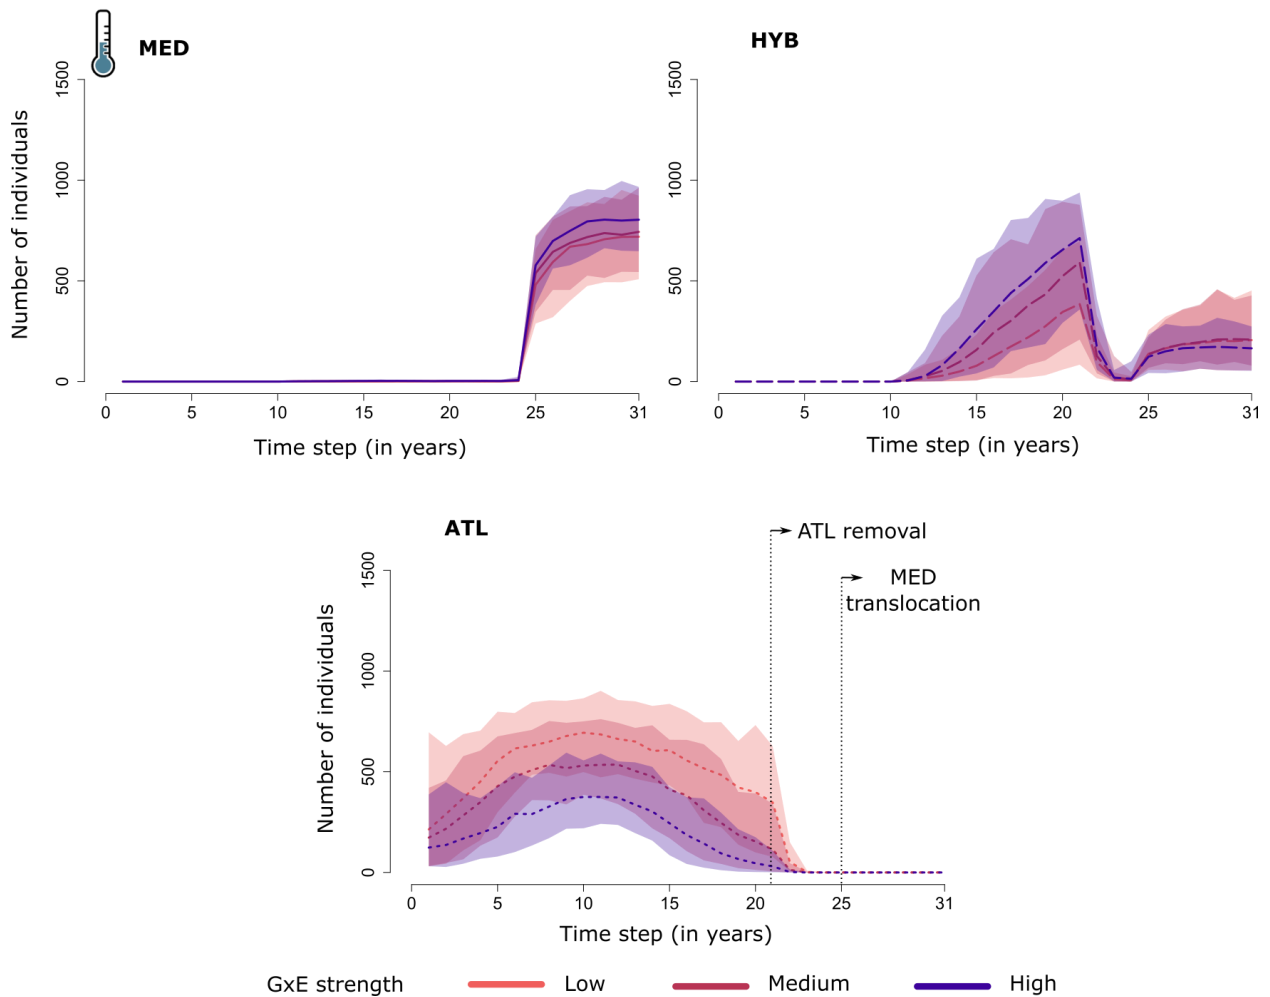 MED
HYB
Number of individuals
1500
1000
500
0
0 5 10 15 20 25 31
Time step (in years)
1500
1000
500
0
0 5 10 15 20 25 31
Time step (in years)
ATL
ATL removal
MED
translocation
Number of individuals
1500
1000
500
0
0 5 10 15 20 25 31
Time step (in years)
GxE strength Low Medium High